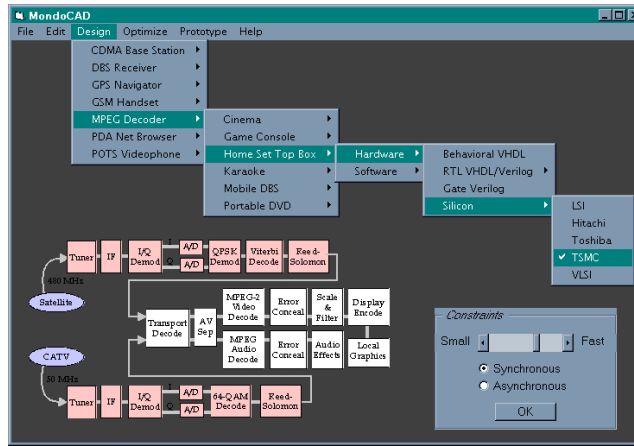 MondoCAD
File Edit Design Optimize Prototype Help
CDMA Base Station
DBS Receiver
GPS Navigator
GSM Handset
MPEG Decoder
PDA Net Browser
POTS Videophone
Cinema
Game Console
Home Set Top Box
Karaoke
Mobile DBS
Portable DVD
Hardware
Software
Behavioral VHDL
RTL VHDL/Verilog
Gate Verilog
Silicon
LSI
Hitachi
Toshiba
TSMC
VLSI
Tuner
IF
I/Q
Demod
I
Q
A/D
A/D
QPSK
Demod
Viterbi
Decode
Reed-
Solomon
480 MHz
Satellite
Transport
Decode
AV
Sep
MPEG-2
Video
Decode
Error
Conceal
Scale
&
Filter
Display
Encode
MPEG
Audio
Decode
Error
Conceal
Audio
Effects
Local
Graphics
CATV
50 MHz
Tuner
IF
I/Q
Demod
I
Q
A/D
A/D
64-QAM
Decode
Reed-
Solomon
Constraints
Small Fast
Synchronous
Asynchronous
OK